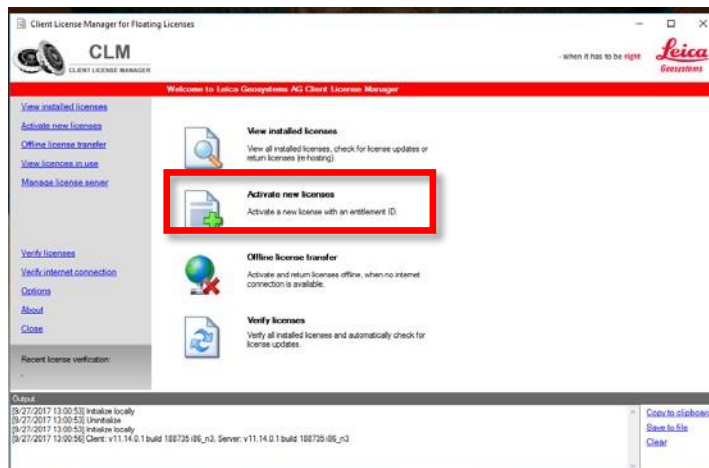 Client License Manager for Floating Licenses
CLM
CLIENT LICENSE MANAGER
- when it has to be right
Leica
Geosystems
Welcome to Leica Geosystems AG Client License Manager
View installed licenses
Activate new licenses
Offline license transfer
View licences in use
Manage license server
Verify licenses
Verify internet connection
Options
About
Close
Recent license verification:
-
View installed licenses
View all installed licenses, check for license updates or
return licenses (re-hosting).
Activate new licenses
Activate a new license with an entitlement ID.
Offline license transfer
Activate and return licenses offline, when no internet
connection is available.
Verify licenses
Verify all installed licenses and automatically check for
license updates.
Output
[9/27/2017 13:00:53] Initialize locally
[9/27/2017 13:00:53] Uninitialize
[9/27/2017 13:00:53] Initialize locally
[9/27/2017 13:00:56] Client: v11.14.0.1 build 188735 i86_n3, Server: v11.14.0.1 build 188735 i86_n3
Copy to clipboard
Save to file
Clear